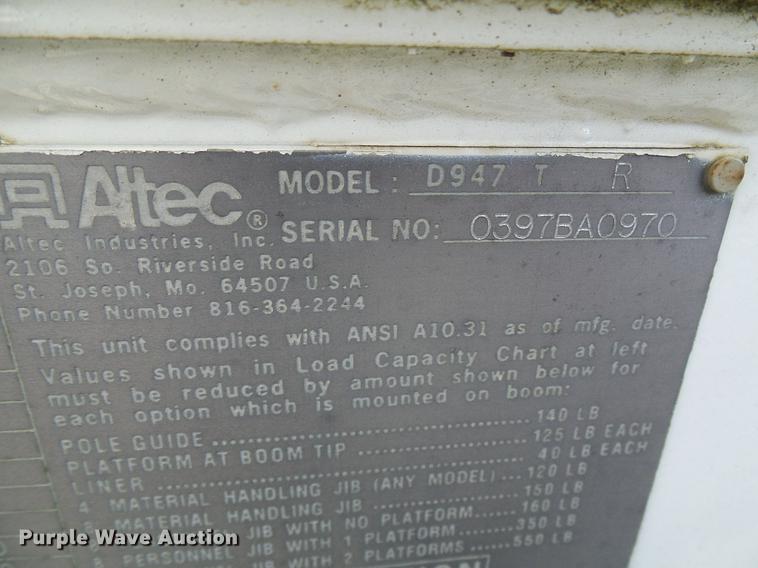 Altec®
MODEL: D947 T R
SERIAL NO: 0397BA0970
Altec Industries, Inc.
2106 So. Riverside Road
St. Joseph, Mo. 64507 U.S.A.
Phone Number 816-364-2244
This unit complies with ANSI A10.31 as of mfg. date.
Values shown in Load Capacity Chart at left
must be reduced by amount shown below for
each option which is mounted on boom:
POLE GUIDE 140 LB
PLATFORM AT BOOM TIP 125 LB EACH
LINER 40 LB EACH
4' MATERIAL HANDLING JIB (ANY MODEL) 120 LB
MATERIAL HANDLING JIB 150 LB
JIB WITH NO PLATFORM 160 LB
PERSONNEL JIB WITH 1 PLATFORM 350 LB
JIB WITH 2 PLATFORMS 550 LB
Purple Wave Auction